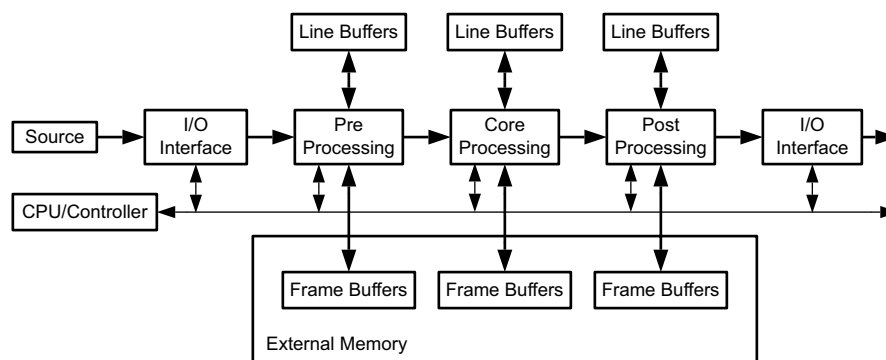 Line Buffers
Line Buffers
Line Buffers
Source
I/O
Interface
Pre
Processing
Core
Processing
Post
Processing
I/O
Interface
CPU/Controller
Frame Buffers
Frame Buffers
Frame Buffers
External Memory